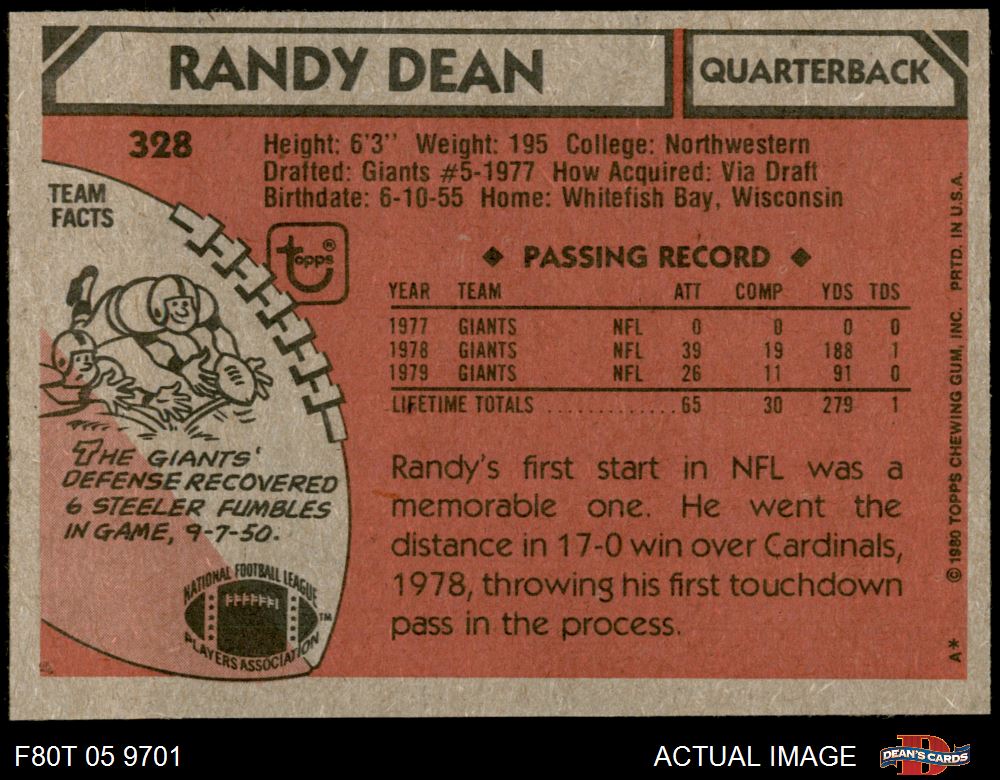 RANDY DEAN
QUARTERBACK
328
Height: 6'3" Weight: 195 College: Northwestern
Drafted: Giants #5-1977 How Acquired: Via Draft
Birthdate: 6-10-55 Home: Whitefish Bay, Wisconsin
TEAM
FACTS
topps®
◆ PASSING RECORD ◆
YEAR TEAM ATT COMP YDS TDS
1977 GIANTS NFL 0 0 0 0
1978 GIANTS NFL 39 19 188 1
1979 GIANTS NFL 26 11 91 0
LIFETIME TOTALS ............. 65 30 279 1
THE GIANTS'
DEFENSE RECOVERED
6 STEELER FUMBLES
IN GAME, 9-7-50.
NATIONAL FOOTBALL LEAGUE
PLAYERS ASSOCIATION
TM
Randy's first start in NFL was a
memorable one. He went the
distance in 17-0 win over Cardinals,
1978, throwing his first touchdown
pass in the process.
© 1980 TOPPS CHEWING GUM, INC. PRTD. IN U.S.A.
A*
F80T 05 9701
ACTUAL IMAGE
D
DEAN'S CARDS